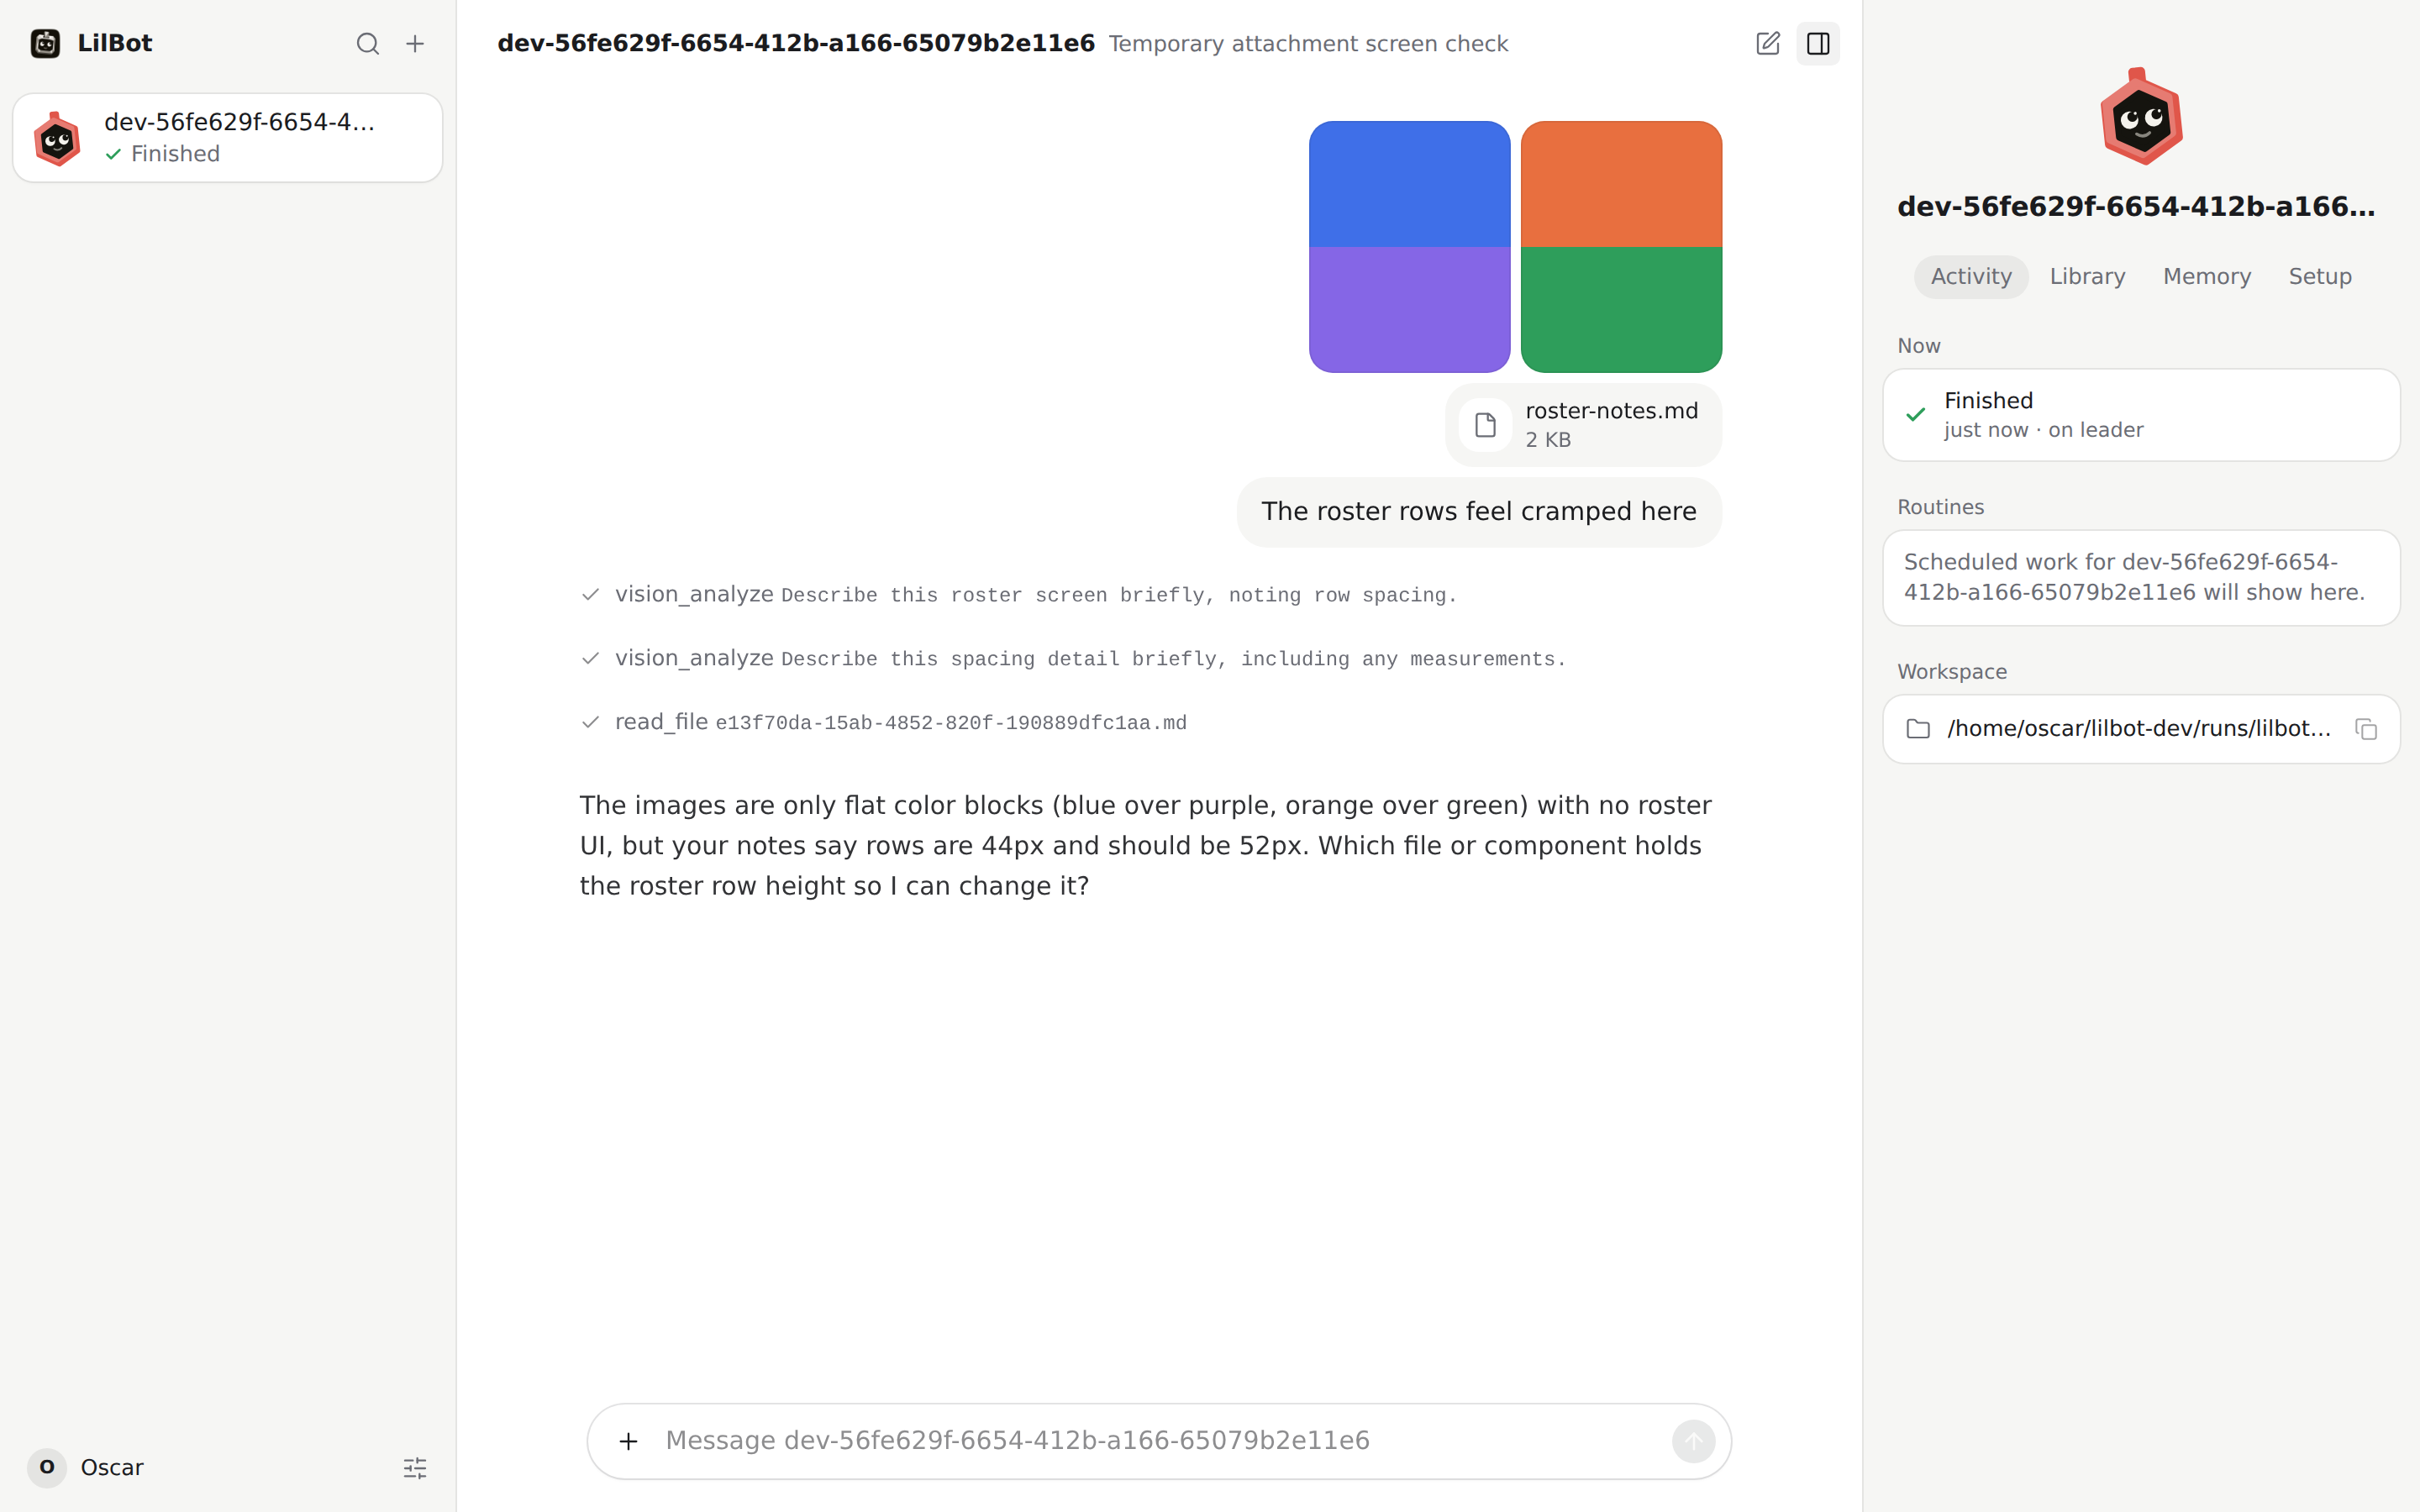 LilBot
dev-56fe629f-6654-4...
Finished
O
Oscar
dev-56fe629f-6654-412b-a166-65079b2e11e6 Temporary attachment screen check
roster-notes.md
2 KB
The roster rows feel cramped here
vision_analyze Describe this roster screen briefly, noting row spacing.
vision_analyze Describe this spacing detail briefly, including any measurements.
read_file e13f70da-15ab-4852-820f-190889dfc1aa.md
The images are only flat color blocks (blue over purple, orange over green) with no roster
UI, but your notes say rows are 44px and should be 52px. Which file or component holds
the roster row height so I can change it?
Message dev-56fe629f-6654-412b-a166-65079b2e11e6
dev-56fe629f-6654-412b-a166...
Activity Library Memory Setup
Now
Finished
just now · on leader
Routines
Scheduled work for dev-56fe629f-6654-
412b-a166-65079b2e11e6 will show here.
Workspace
/home/oscar/lilbot-dev/runs/lilbot...